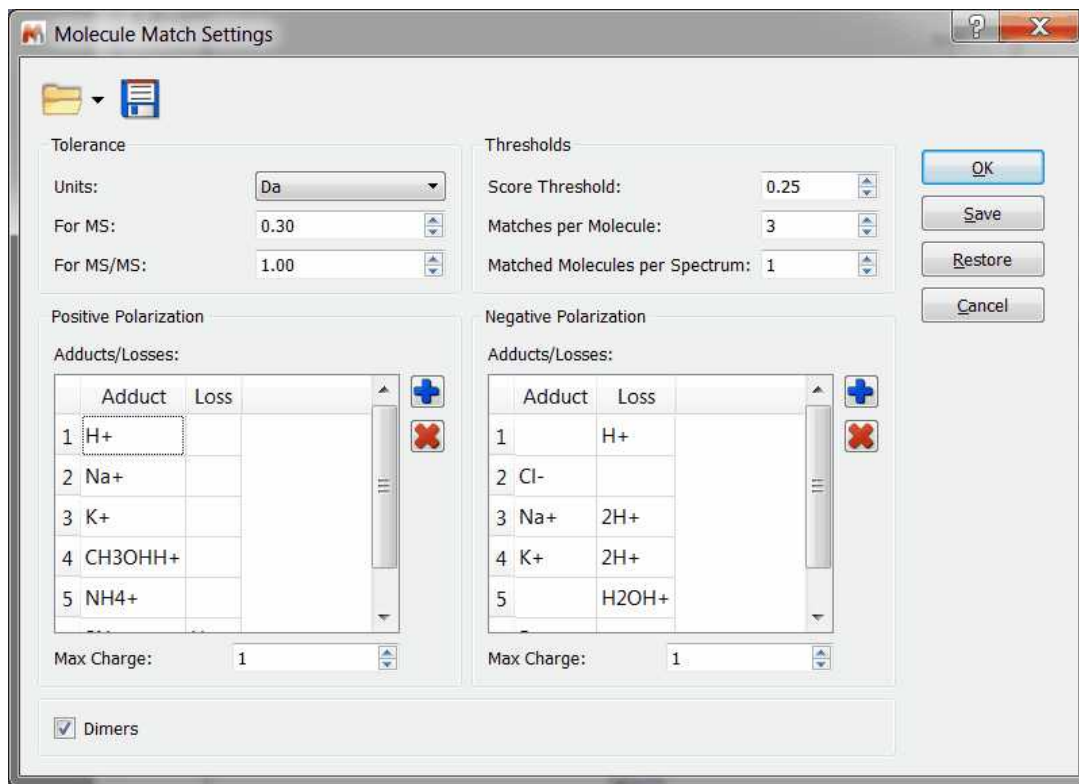 Molecule Match Settings
?
X
Tolerance
Units: Da
For MS: 0.30
For MS/MS: 1.00
Thresholds
Score Threshold: 0.25
Matches per Molecule: 3
Matched Molecules per Spectrum: 1
OK
Save
Restore
Cancel
Positive Polarization
Adducts/Losses:
Adduct Loss
1 H+
2 Na+
3 K+
4 CH3OHH+
5 NH4+
Max Charge: 1
Negative Polarization
Adducts/Losses:
Adduct Loss
1 H+
2 Cl-
3 Na+ 2H+
4 K+ 2H+
5 H2OH+
Max Charge: 1
Dimers